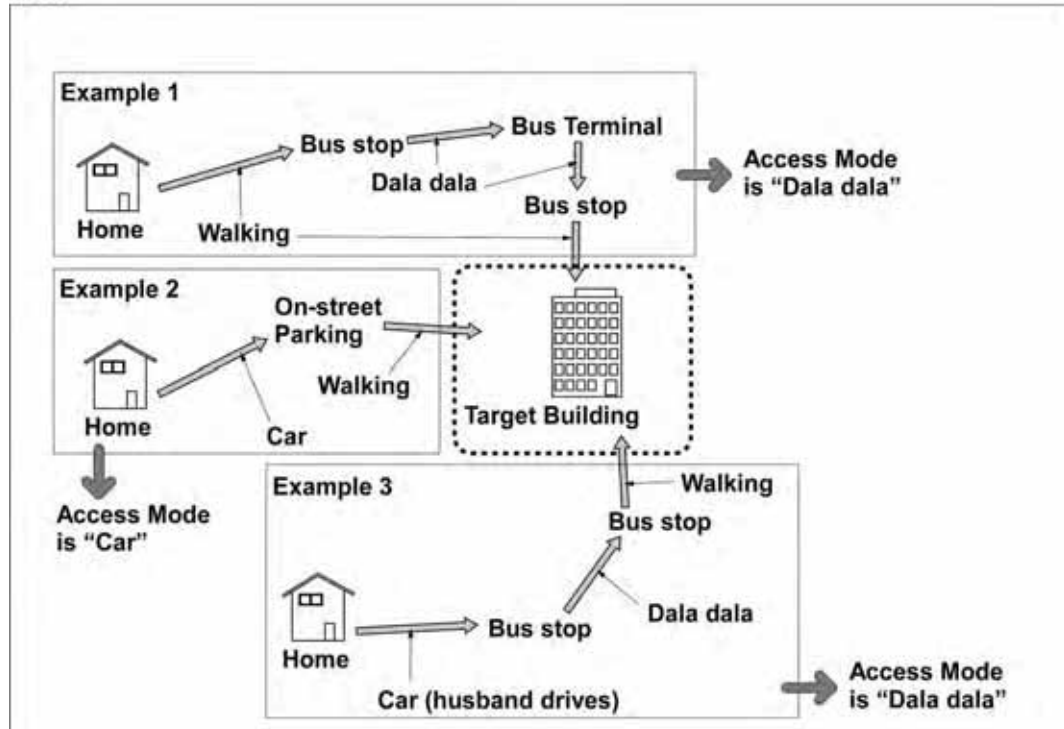 Example 1
Home
Walking
Bus stop
Dala dala
Bus Terminal
Bus stop
Access Mode
is “Dala dala”
Example 2
Home
Car
On-street
Parking
Walking
Target Building
Access Mode
is “Car”
Example 3
Home
Car (husband drives)
Bus stop
Dala dala
Bus stop
Walking
Access Mode
is “Dala dala”